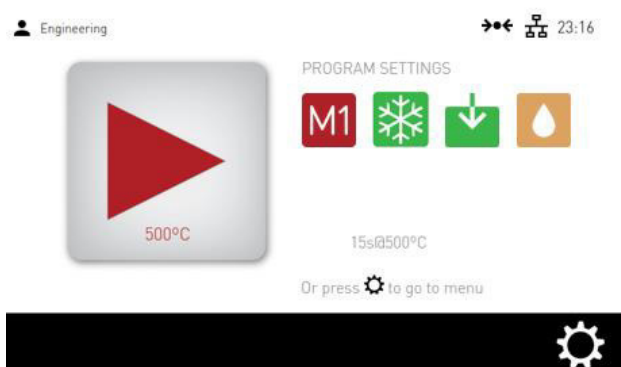 Engineering
23:16
PROGRAM SETTINGS
M1
500ºC
15s@500ºC
Or press to go to menu